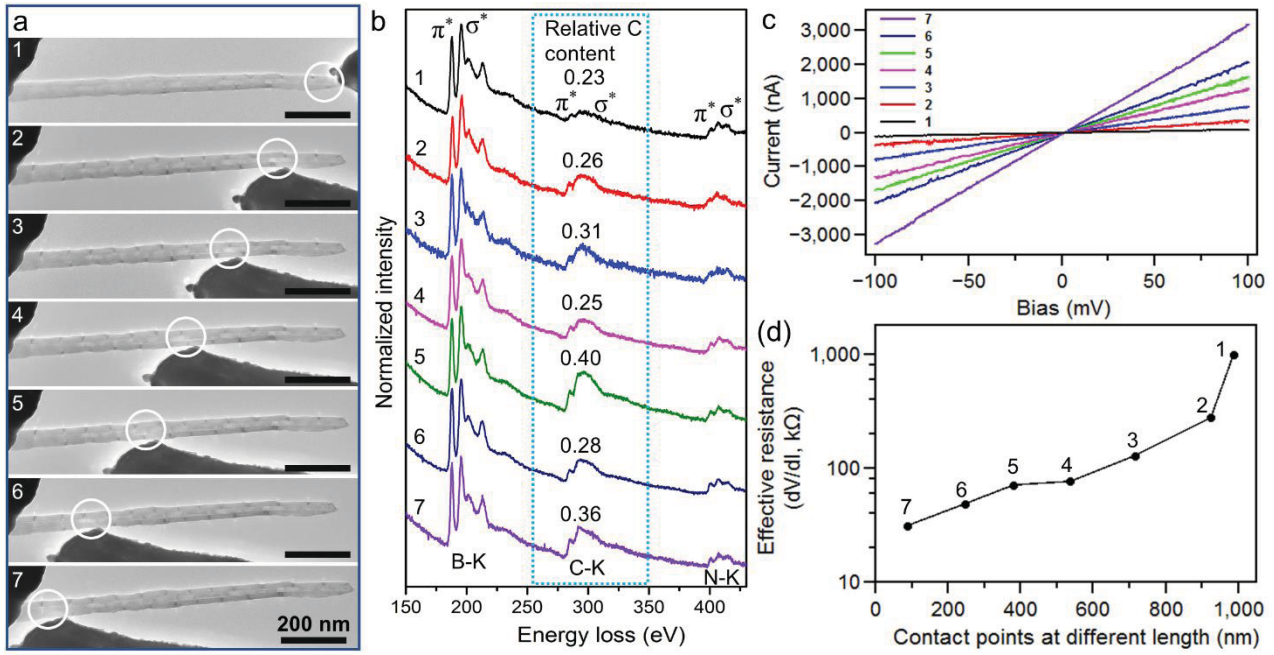 a
1
2
3
4
5
6
7
200 nm
b
π* σ*
Relative C
content
0.23
π* σ*
π* σ*
1
2
0.26
3
0.31
4
0.25
5
0.40
6
0.28
7
0.36
B-K
C-K
N-K
150 200 250 300 350 400
Energy loss (eV)
Normalized intensity
c
7
6
5
4
3
2
1
3,000
2,000
1,000
0
−1,000
−2,000
−3,000
Current (nA)
−100 −50 0 50 100
Bias (mV)
(d)
1,000
100
10
Effective resistance
(dV/dI, kΩ)
1
2
3
4
5
6
7
0 200 400 600 800 1,000
Contact points at different length (nm)